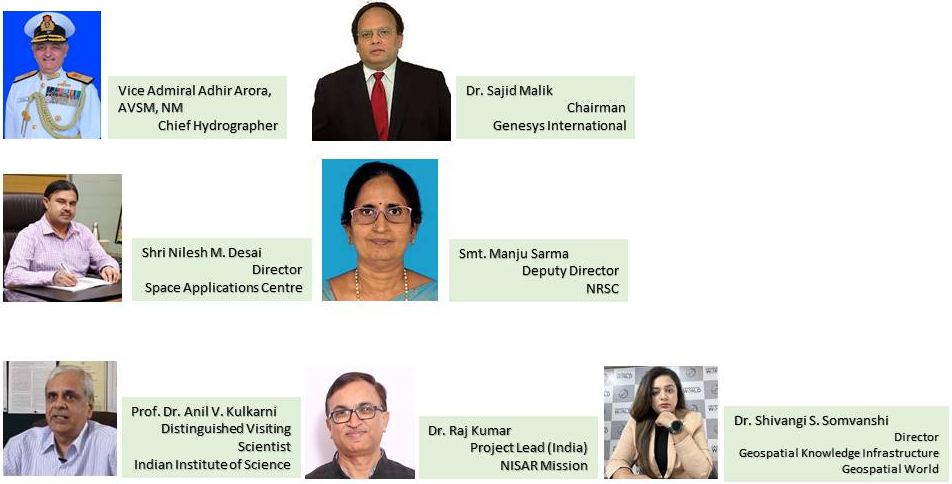 Vice Admiral Adhir Arora,
AVSM, NM
Chief Hydrographer
Dr. Sajid Malik
Chairman
Genesys International
Shri Nilesh M. Desai
Director
Space Applications Centre
Smt. Manju Sarma
Deputy Director
NRSC
Prof. Dr. Anil V. Kulkarni
Distinguished Visiting
Scientist
Indian Institute of Science
Dr. Raj Kumar
Project Lead (India)
NISAR Mission
Dr. Shivangi S. Somvanshi
Director
Geospatial Knowledge Infrastructure
Geospatial World